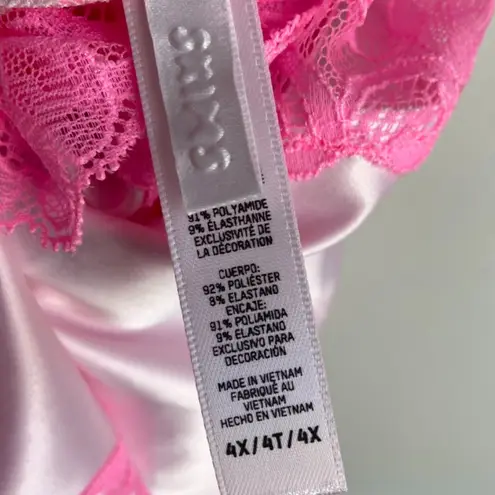 SKIMS
91% POLYAMIDE
9% ÉLASTHANNE
EXCLUSIVITÉ DE
LA DÉCORATION
CUERPO:
92% POLIÉSTER
8% ELASTANO
ENCAJE:
91% POLIAMIDA
9% ELASTANO
EXCLUSIVO PARA
DECORACIÓN
MADE IN VIETNAM
FABRIQUÉ AU
VIETNAM
HECHO EN VIETNAM
4X/4T/4X